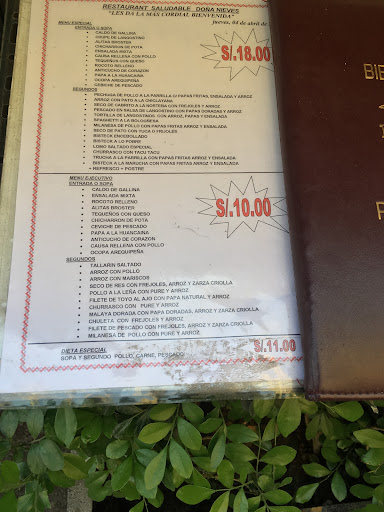 RESTAURANT SALUDABLE DOÑA NIEVES
"LES DA LA MAS CORDIAL BIENVENIDA"
jueves, 04 de abril de
MENU ESPECIAL
ENTRADA O SOPA
CALDO DE GALLINA
CHUPE DE LANGOSTINO
ALITAS BROSTER
CHICHARRON DE POTA
ENSALADA MIXTA
CAUSA RELLENA CON POLLO
TEQUEÑOS CON QUESO
ROCOTO RELLENO
ANTICUCHO DE CORAZON
PAPA A LA HUANCAINA
OCOPA AREQUIPEÑA
CEVICHE DE PESCADO
S/.18.00
SEGUNDOS
PECHUGA DE POLLO A LA PARRILLA C/ PAPAS FRITAS, ARROZ Y ENSALADA
ARROZ CON PATO A LA CHICLAYANA
SECO DE CABRITO A LA NORTEÑA CON FREJOLES Y ARROZ
PESCADO EN SALSA DE LANGOSTINO CON PAPAS DORADAS Y ARROZ
TORTILLA DE LANGOSTINOS CON ARROZ, PAPAS Y ENSALADA
SPAGHETTI A LA BOLOGNESA
MILANESA DE POLLO CON PAPAS FRITAS ARROZ Y ENSALADA
SECO DE PATO CON YUCA O FRIJOLES
BISTECK ENCEBOLLADO
BISTECK A LO POBRE
LOMO SALTADO ESPECIAL
CHURRASCO CON TACU TACU
TRUCHA A LA PARRILLA CON PAPAS FRITAS ARROZ Y ENSALADA
BISTECK A LA MARUCHA CON PAPAS FRITAS ARROZ Y ENSALADA
+ REFRESCO + POSTRE
MENU EJECUTIVO
ENTRADA O SOPA
CALDO DE GALLINA
ENSALADA MIXTA
ROCOTO RELLENO
ALITAS BROSTER
TEQUEÑOS CON QUESO
CHICHARRON DE POTA
CEVICHE DE PESCADO
PAPA A LA HUANCAINA
ANTICUCHO DE CORAZON
CAUSA RELLENA CON POLLO
OCOPA AREQUIPEÑA
S/.10.00
SEGUNDOS
TALLARIN SALTADO
ARROZ CON POLLO
ARROZ CON MARISCOS
SECO DE RES CON FREJOLES, ARROZ Y ZARZA CRIOLLA
POLLO A LA LEÑA CON PURE Y ARROZ
FILETE DE TOYO AL AJO CON PAPA NATURAL Y ARROZ
CHURRASCO CON PURE Y ARROZ
MALAYA DORADA CON PAPA DORADAS, ARROZ Y ZARZA CRIOLLA
CHULETA CON FREJOLES Y ARROZ
FILETE DE PESCADO CON FREJOLES, ARROZ Y ZARZA CRIOLLA
MILANESA DE POLLO CON PURE Y ARROZ
DIETA ESPECIAL
S/.11.00
SOPA Y SEGUNDO POLLO, CARNE, PESCADO